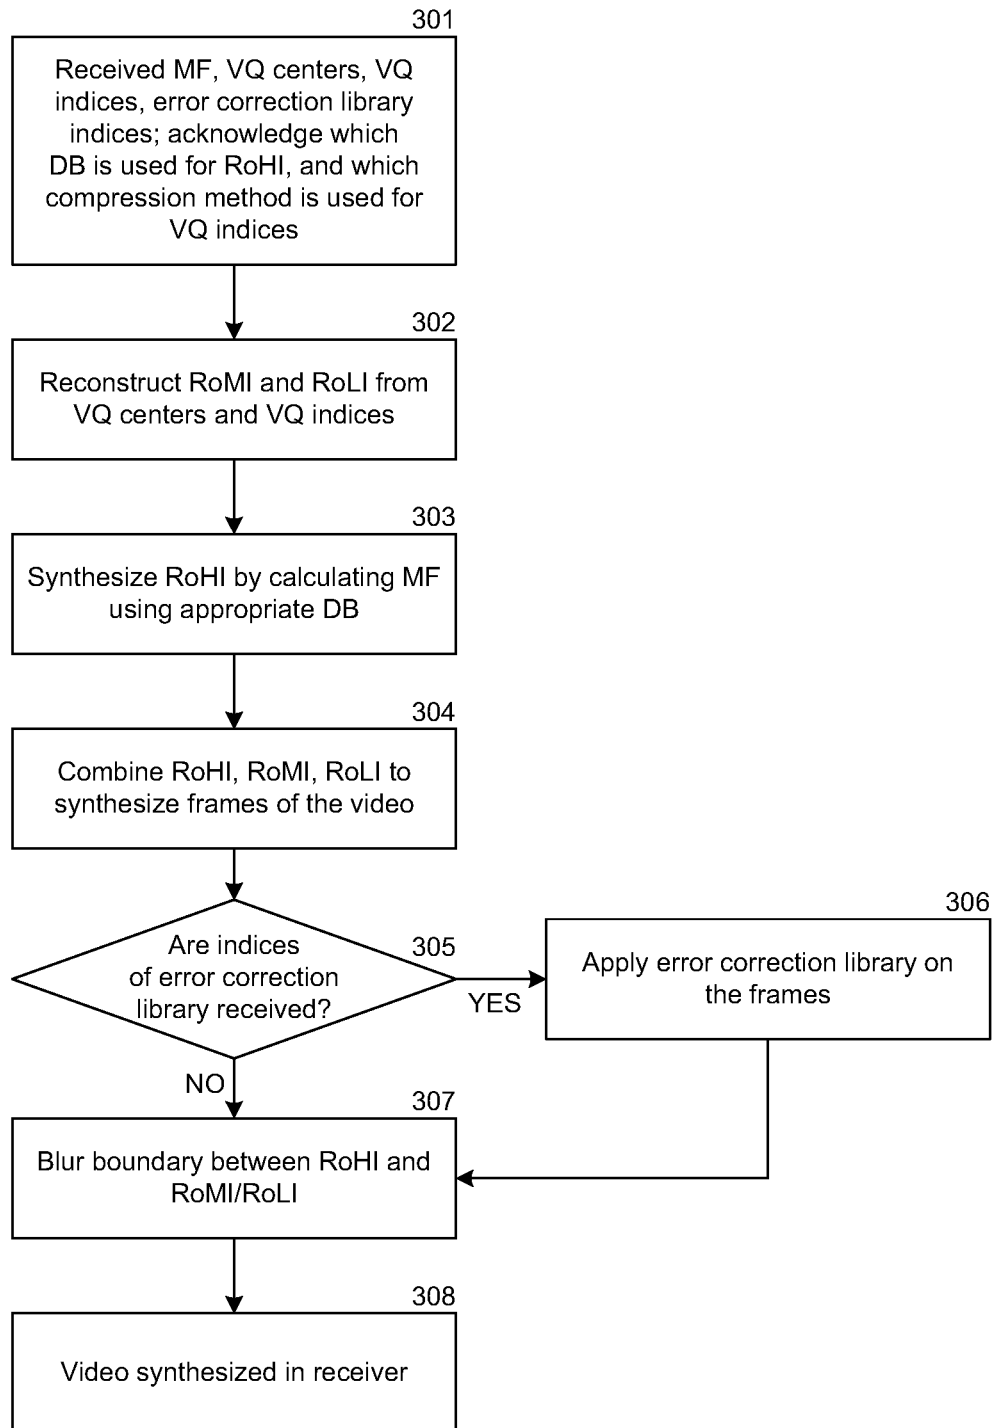 301
Received MF, VQ centers, VQ
indices, error correction library
indices; acknowledge which
DB is used for RoHI, and which
compression method is used for
VQ indices
302
Reconstruct RoMI and RoLI from
VQ centers and VQ indices
303
Synthesize RoHI by calculating MF
using appropriate DB
304
Combine RoHI, RoMI, RoLI to
synthesize frames of the video
305
Are indices
of error correction
library received?
YES
306
Apply error correction library on
the frames
NO
307
Blur boundary between RoHI and
RoMI/RoLI
308
Video synthesized in receiver